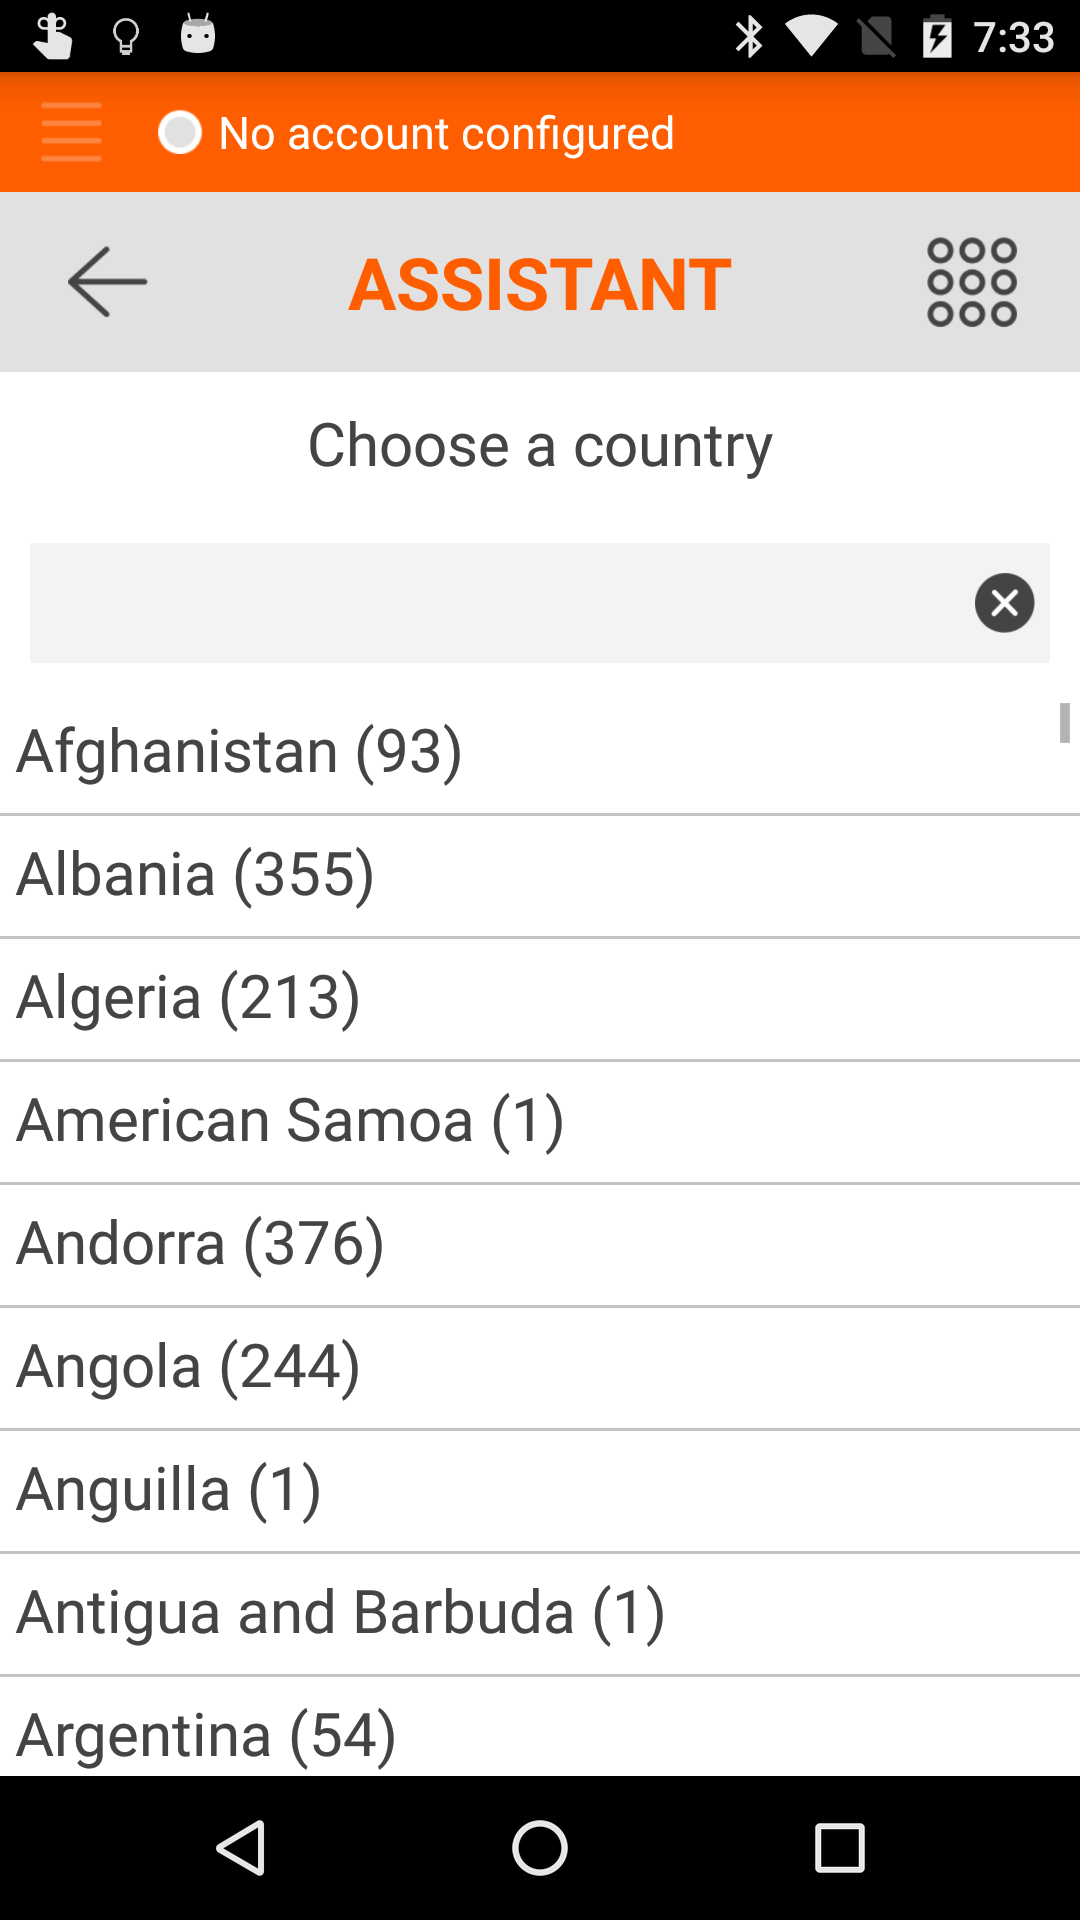 7:33
No account configured
ASSISTANT
Choose a country
Afghanistan (93)
Albania (355)
Algeria (213)
American Samoa (1)
Andorra (376)
Angola (244)
Anguilla (1)
Antigua and Barbuda (1)
Argentina (54)